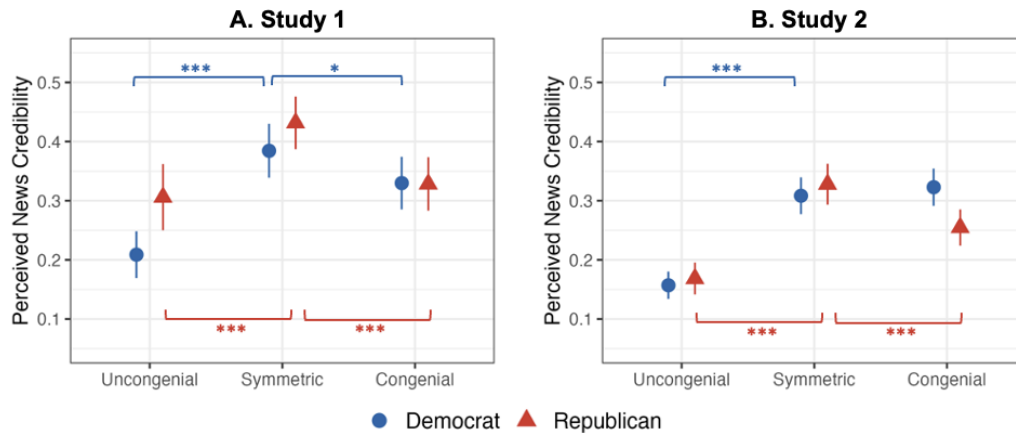 A. Study 1
Perceived News Credibility
0.5
0.4
0.3
0.2
0.1
***
*
***
***
Uncongenial Symmetric Congenial
B. Study 2
Perceived News Credibility
0.5
0.4
0.3
0.2
0.1
***
***
***
Uncongenial Symmetric Congenial
Democrat Republican